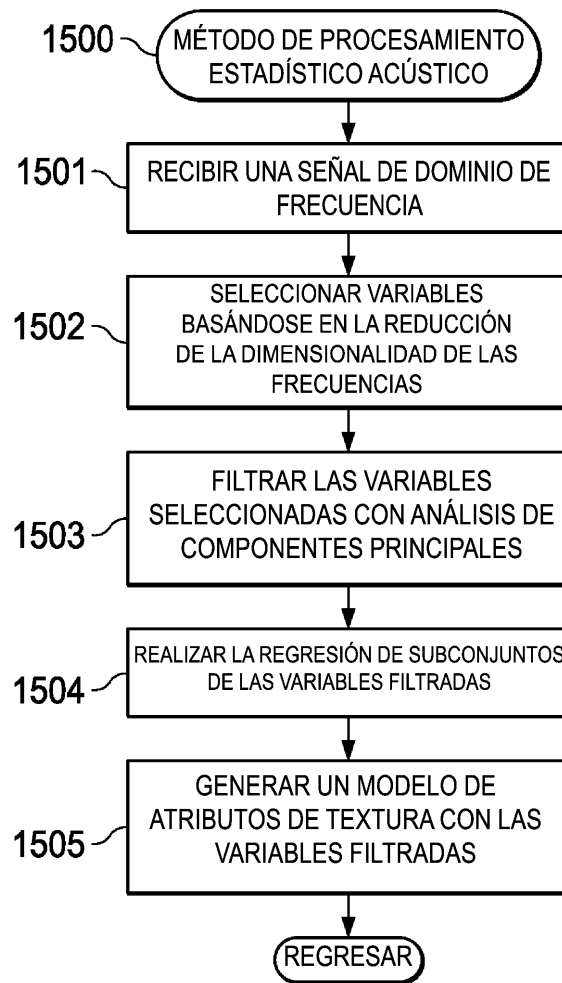 1500
MÉTODO DE PROCESAMIENTO
ESTADÍSTICO ACÚSTICO
1501
RECIBIR UNA SEÑAL DE DOMINIO DE
FRECUENCIA
1502
SELECCIONAR VARIABLES
BASÁNDOSE EN LA REDUCCIÓN
DE LA DIMENSIONALIDAD DE LAS
FRECUENCIAS
1503
FILTRAR LAS VARIABLES
SELECCIONADAS CON ANÁLISIS DE
COMPONENTES PRINCIPALES
1504
REALIZAR LA REGRESIÓN DE SUBCONJUNTOS
DE LAS VARIABLES FILTRADAS
1505
GENERAR UN MODELO DE
ATRIBUTOS DE TEXTURA CON LAS
VARIABLES FILTRADAS
REGRESAR